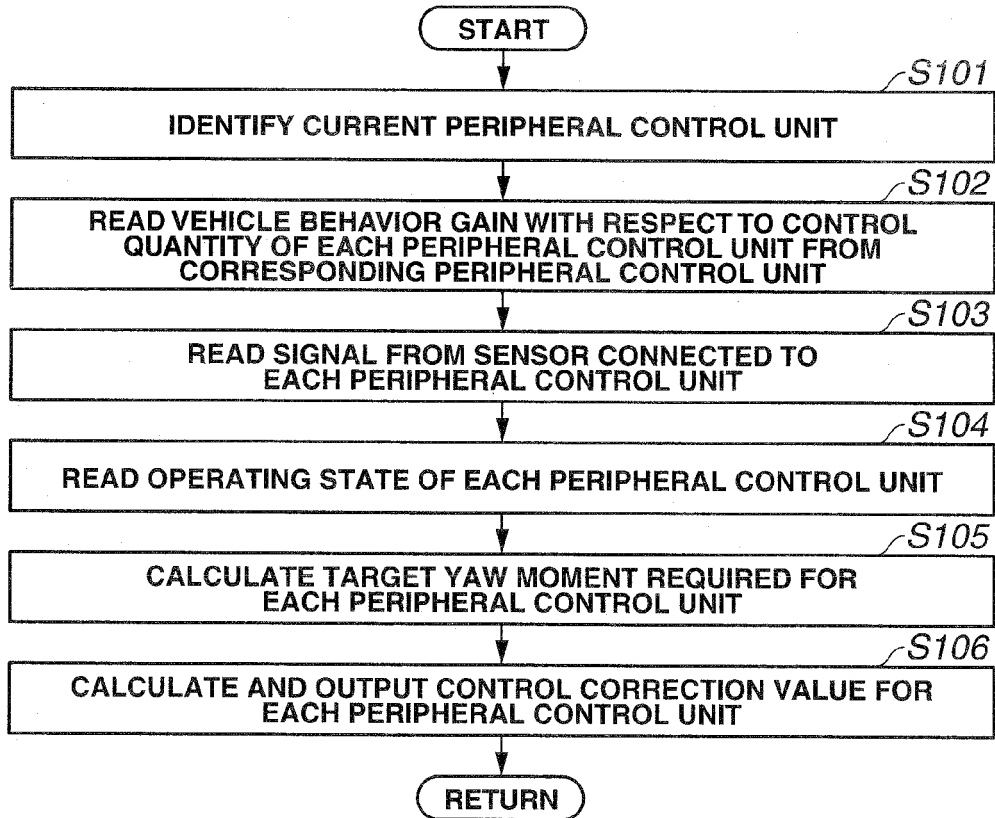 START
S101
IDENTIFY CURRENT PERIPHERAL CONTROL UNIT
S102
READ VEHICLE BEHAVIOR GAIN WITH RESPECT TO CONTROL
QUANTITY OF EACH PERIPHERAL CONTROL UNIT FROM
CORRESPONDING PERIPHERAL CONTROL UNIT
S103
READ SIGNAL FROM SENSOR CONNECTED TO
EACH PERIPHERAL CONTROL UNIT
S104
READ OPERATING STATE OF EACH PERIPHERAL CONTROL UNIT
S105
CALCULATE TARGET YAW MOMENT REQUIRED FOR
EACH PERIPHERAL CONTROL UNIT
S106
CALCULATE AND OUTPUT CONTROL CORRECTION VALUE FOR
EACH PERIPHERAL CONTROL UNIT
RETURN